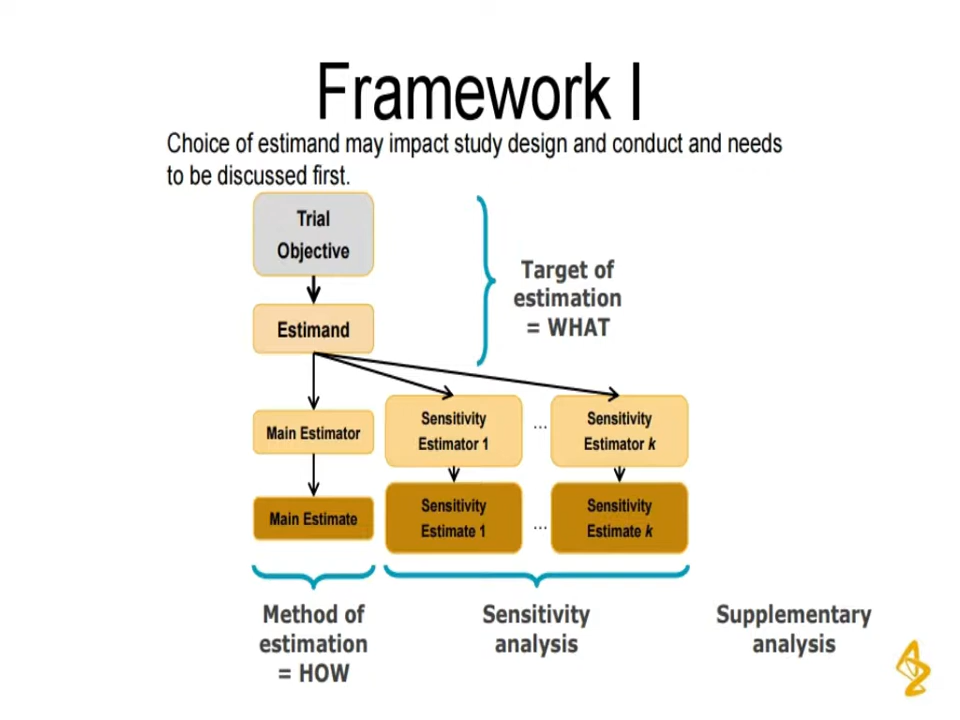 Framework I
Choice of estimand may impact study design and conduct and needs
to be discussed first.
Trial
Objective
Target of
estimation
= WHAT
Estimand
Main Estimator
Sensitivity
Estimator 1
...
Sensitivity
Estimator k
Main Estimate
Sensitivity
Estimate 1
...
Sensitivity
Estimate k
Method of
estimation
= HOW
Sensitivity
analysis
Supplementary
analysis